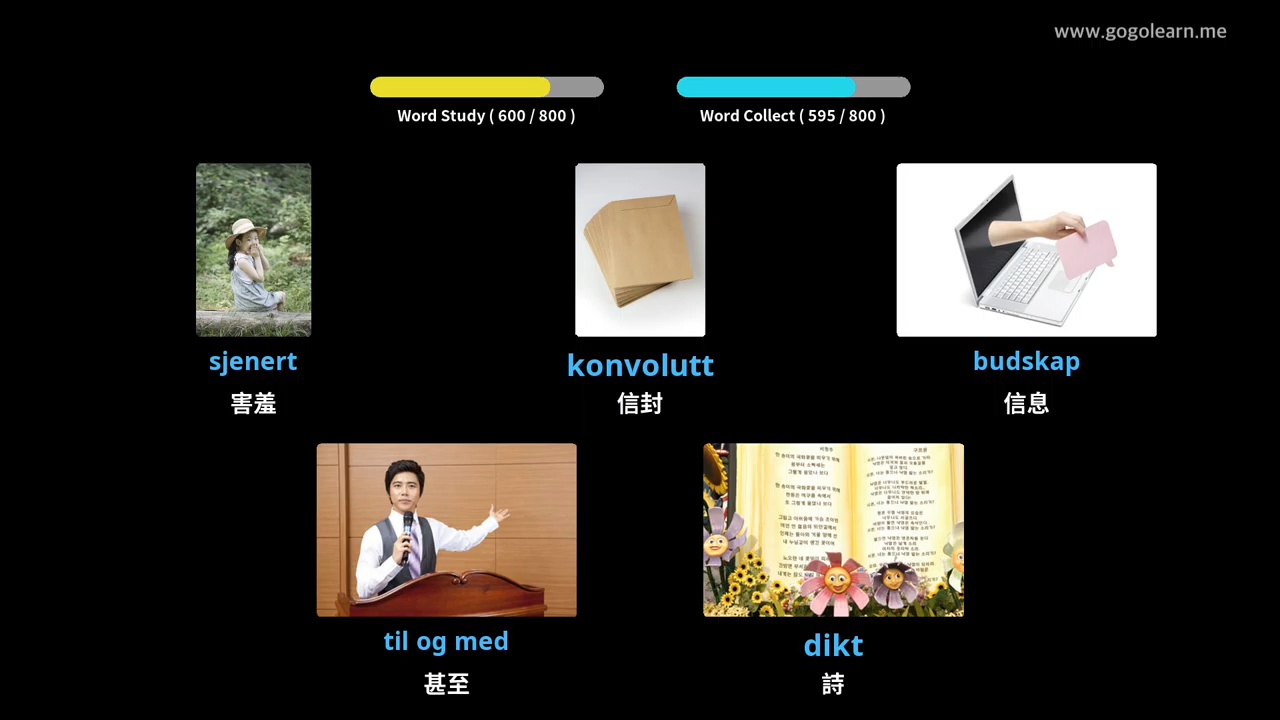 www.gogolearn.me
Word Study ( 600 / 800 )
Word Collect ( 595 / 800 )
sjenert
konvolutt
budskap
害羞
信封
信息
til og med
dikt
甚至
詩